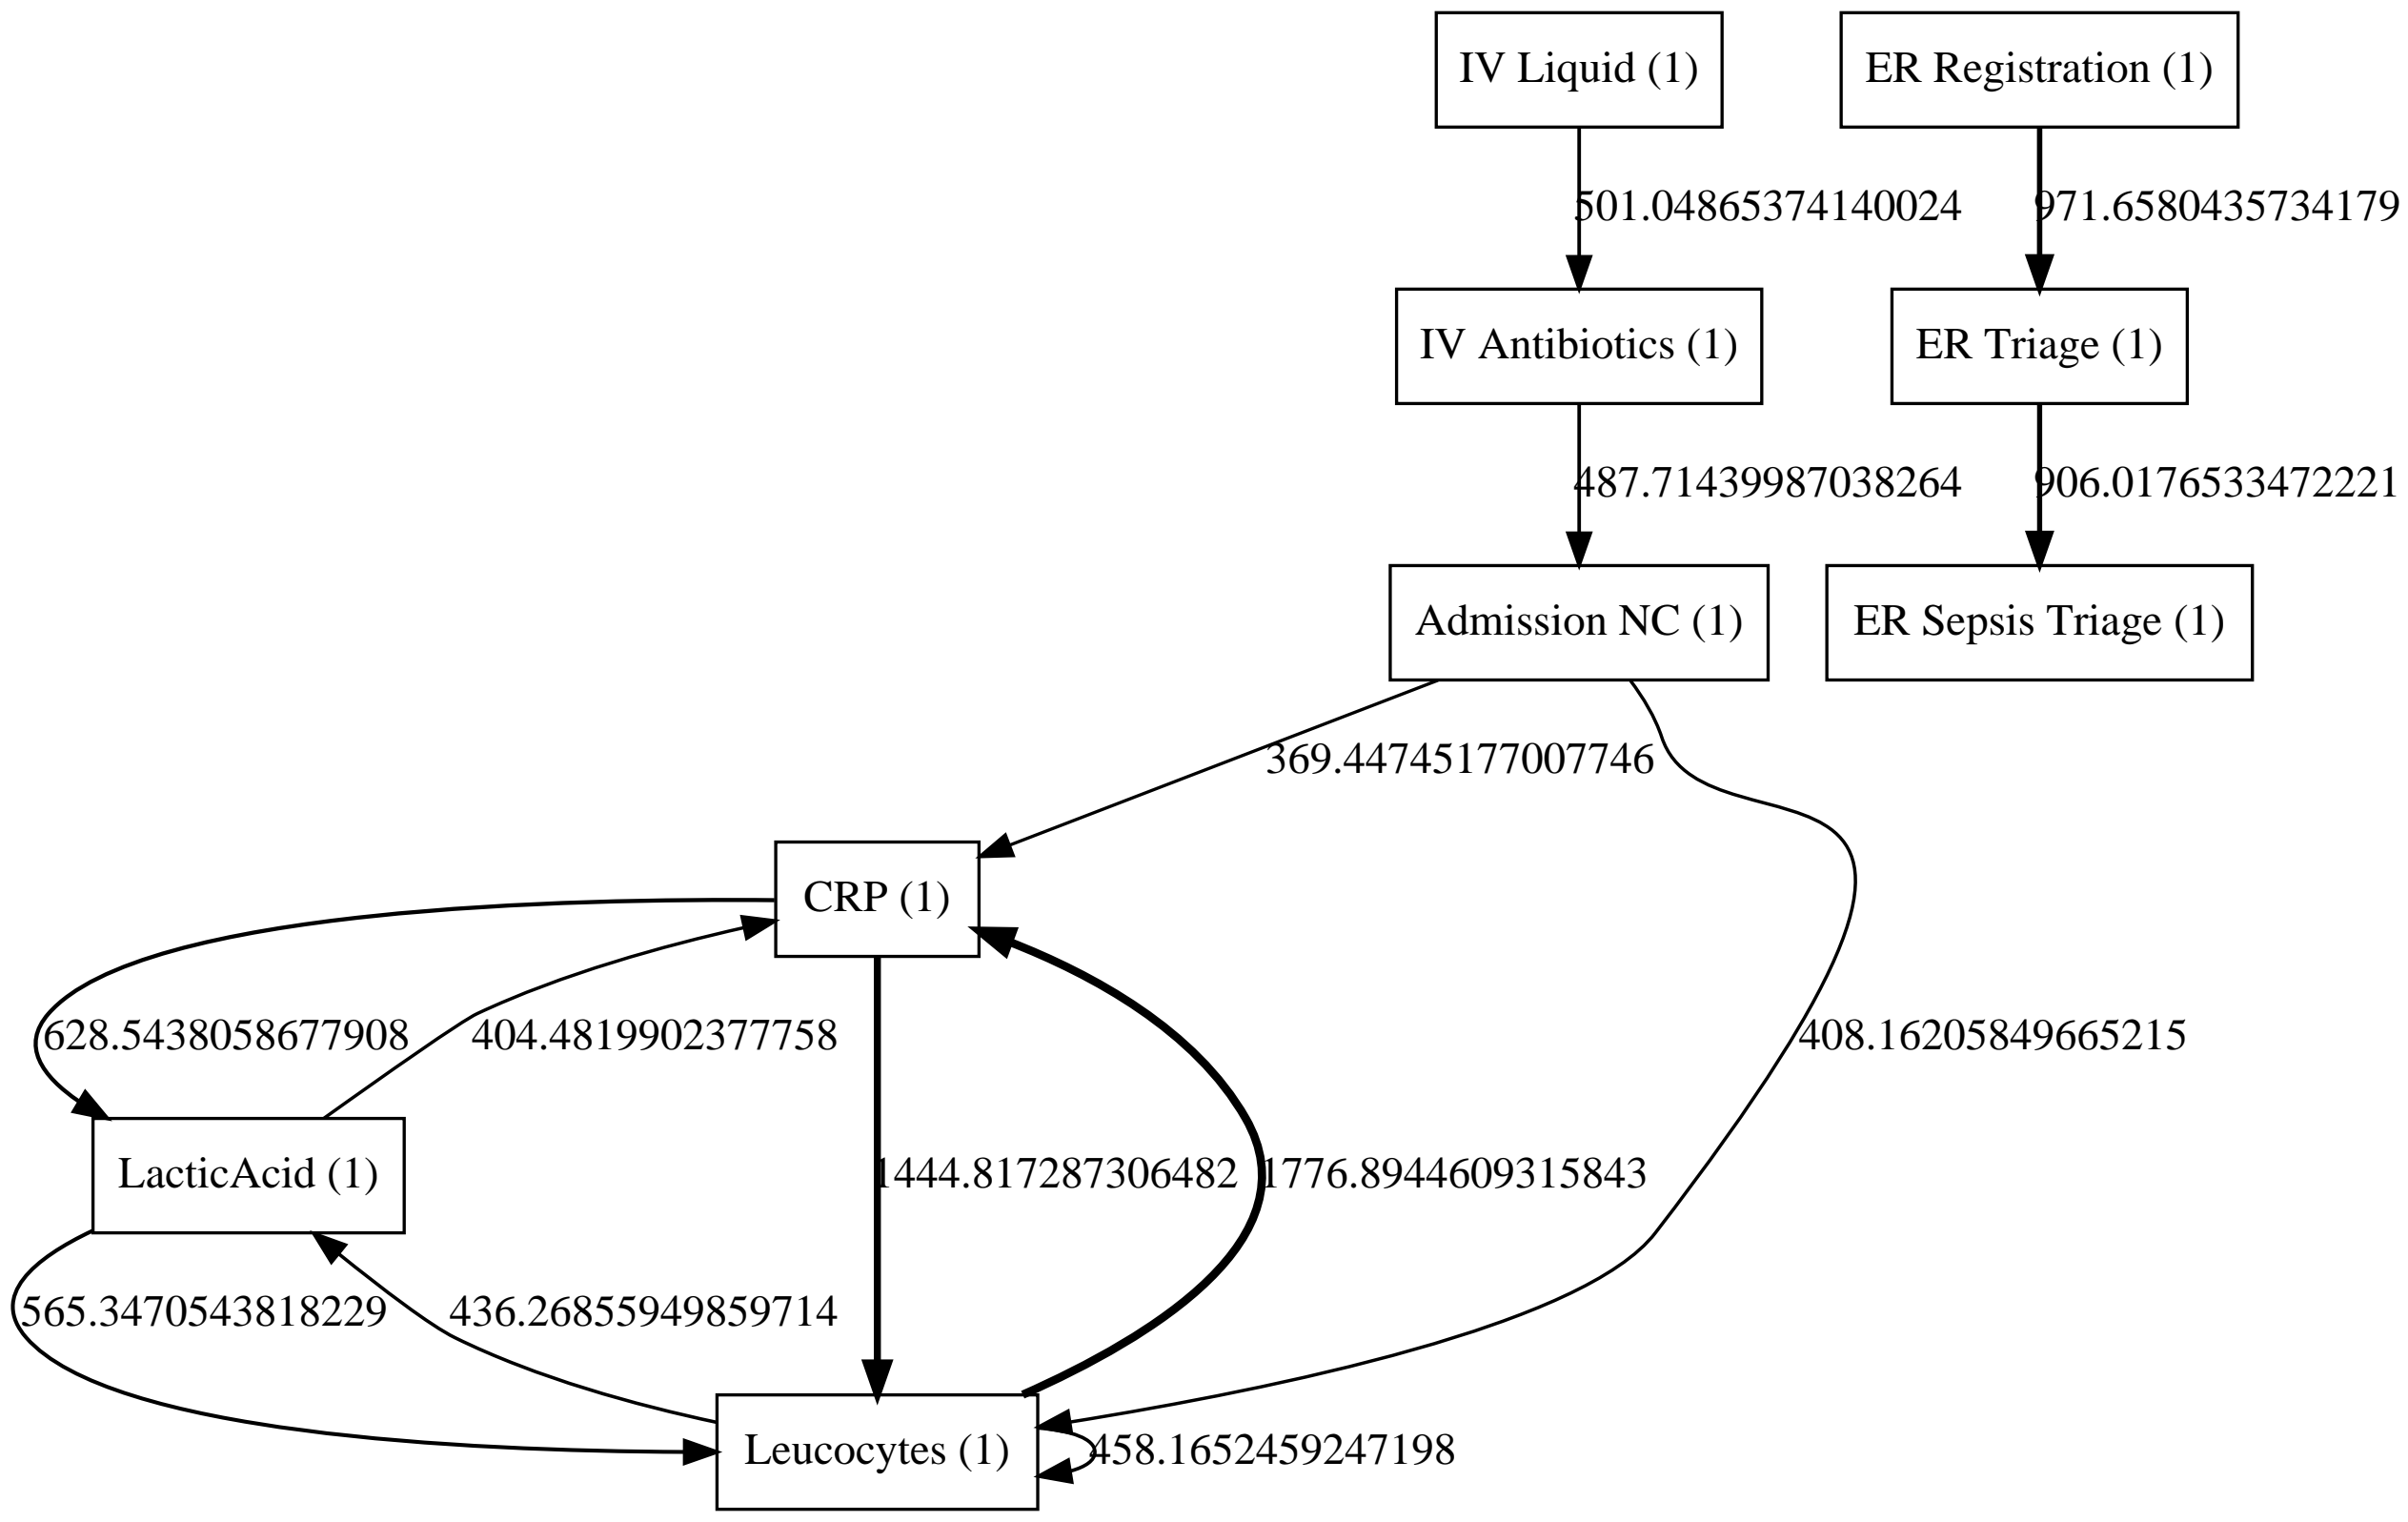 IV Liquid (1)
ER Registration (1)
501.04865374140024
971.6580435734179
IV Antibiotics (1)
ER Triage (1)
487.71439987038264
906.0176533472221
Admission NC (1)
ER Sepsis Triage (1)
369.44745177007746
CRP (1)
628.5438058677908
404.4819902377758
408.16205849665215
LacticAcid (1)
1444.817287306482
1776.8944609315843
565.3470543818229
436.26855949859714
Leucocytes (1)
458.1652459247198